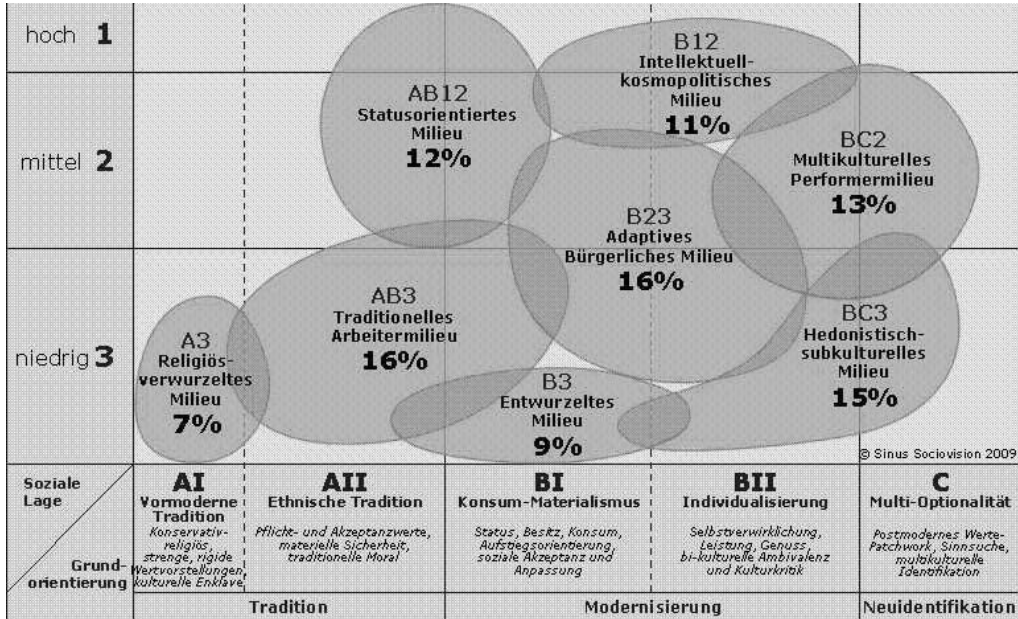 hoch 1
mittel 2
niedrig 3
B12
Intellektuell-
kosmopolitisches
Milieu
11%
AB12
Statusorientiertes
Milieu
12%
BC2
Multikulturelles
Performermilieu
13%
B23
Adaptives
Bürgerliches Milieu
16%
AB3
Traditionelles
Arbeitermilieu
16%
A3
Religiös-
verwurzeltes
Milieu
7%
BC3
Hedonistisch-
subkulturelles
Milieu
15%
B3
Entwurzeltes
Milieu
9%
© Sinus Sociovision 2009
Soziale
Lage
Grund-
orientierung
AI
Vormoderne
Tradition
Konservativ-
religiös,
strenge, rigide
Wertvorstellungen,
kulturelle Enklave
AII
Ethnische Tradition
Pflicht- und Akzeptanzwerte,
materielle Sicherheit,
traditionelle Moral
BI
Konsum-Materialismus
Status, Besitz, Konsum,
Aufstiegsorientierung,
soziale Akzeptanz und
Anpassung
BII
Individualisierung
Selbstverwirklichung,
Leistung, Genuss,
bi-kulturelle Ambivalenz
und Kulturkritik
C
Multi-Optionalität
Postmodernes Werte-
Patchwork, Sinnsuche,
multikulturelle
Identifikation
Tradition
Modernisierung
Neuidentifikation